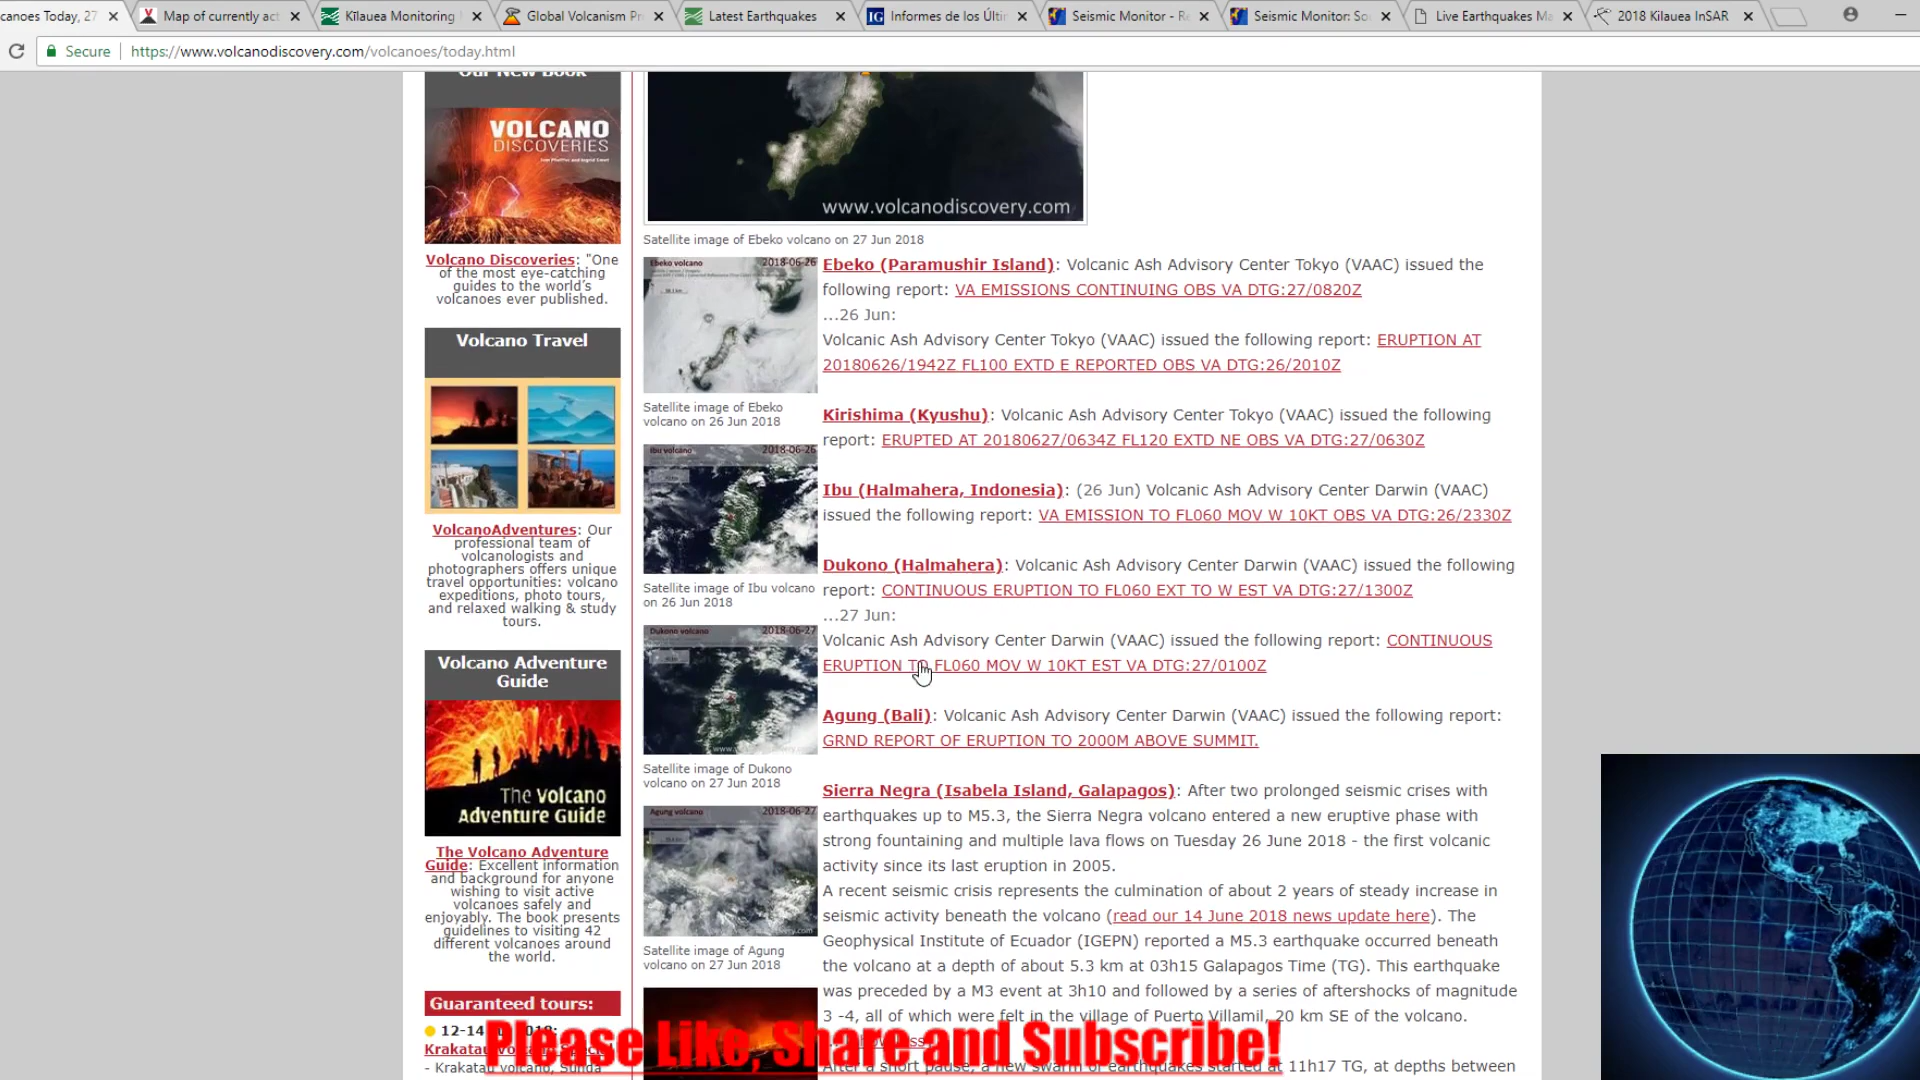 canoes Today, 27
Map of currently act
Kīlauea Monitoring
Global Volcanism Pr
Latest Earthquakes
IG Informes de los Últi
Seismic Monitor - R
Seismic Monitor: So
Live Earthquakes Ma
2018 Kilauea InSAR
Secure https://www.volcanodiscovery.com/volcanoes/today.html
Our New Book
VOLCANO
DISCOVERIES
Volcano Discoveries: "One
of the most eye-catching
guides to the world's
volcanoes ever published.
Volcano Travel
VolcanoAdventures: Our
professional team of
volcanologists and
photographers offers unique
travel opportunities: volcano
expeditions, photo tours,
and relaxed walking & study
tours.
Volcano Adventure
Guide
The Volcano
Adventure Guide
The Volcano Adventure
Guide: Excellent information
and background for anyone
wishing to visit active
volcanoes safely and
enjoyably. The book presents
guidelines to visiting 42
different volcanoes around
the world.
Guaranteed tours:
Krakatau
- Krakatau volcano, Sunda
www.volcanodiscovery.com
Satellite image of Ebeko volcano on 27 Jun 2018
Ebeko volcano 2018-06-26
Satellite image of Ebeko
volcano on 26 Jun 2018
Ibu volcano 2018-06-26
Satellite image of Ibu volcano
on 26 Jun 2018
Dukono volcano 2018-06-27
Satellite image of Dukono
volcano on 27 Jun 2018
Agung volcano 2018-06-27
Satellite image of Agung
volcano on 27 Jun 2018
Ebeko (Paramushir Island): Volcanic Ash Advisory Center Tokyo (VAAC) issued the
following report: VA EMISSIONS CONTINUING OBS VA DTG:27/0820Z
...26 Jun:
Volcanic Ash Advisory Center Tokyo (VAAC) issued the following report: ERUPTION AT
20180626/1942Z FL100 EXTD E REPORTED OBS VA DTG:26/2010Z
Kirishima (Kyushu): Volcanic Ash Advisory Center Tokyo (VAAC) issued the following
report: ERUPTED AT 20180627/0634Z FL120 EXTD NE OBS VA DTG:27/0630Z
Ibu (Halmahera, Indonesia): (26 Jun) Volcanic Ash Advisory Center Darwin (VAAC)
issued the following report: VA EMISSION TO FL060 MOV W 10KT OBS VA DTG:26/2330Z
Dukono (Halmahera): Volcanic Ash Advisory Center Darwin (VAAC) issued the following
report: CONTINUOUS ERUPTION TO FL060 EXT TO W EST VA DTG:27/1300Z
...27 Jun:
Volcanic Ash Advisory Center Darwin (VAAC) issued the following report: CONTINUOUS
ERUPTION TO FL060 MOV W 10KT EST VA DTG:27/0100Z
Agung (Bali): Volcanic Ash Advisory Center Darwin (VAAC) issued the following report:
GRND REPORT OF ERUPTION TO 2000M ABOVE SUMMIT.
Sierra Negra (Isabela Island, Galapagos): After two prolonged seismic crises with
earthquakes up to M5.3, the Sierra Negra volcano entered a new eruptive phase with
strong fountaining and multiple lava flows on Tuesday 26 June 2018 - the first volcanic
activity since its last eruption in 2005.
A recent seismic crisis represents the culmination of about 2 years of steady increase in
seismic activity beneath the volcano (read our 14 June 2018 news update here). The
Geophysical Institute of Ecuador (IGEPN) reported a M5.3 earthquake occurred beneath
the volcano at a depth of about 5.3 km at 03h15 Galapagos Time (TG). This earthquake
was preceded by a M3 event at 3h10 and followed by a series of aftershocks of magnitude
3 -4, all of which were felt in the village of Puerto Villamil, 20 km SE of the volcano.
After a short pause, a new swarm of earthquakes started at 11h17 TG, at depths between
Please Like, Share and Subscribe!